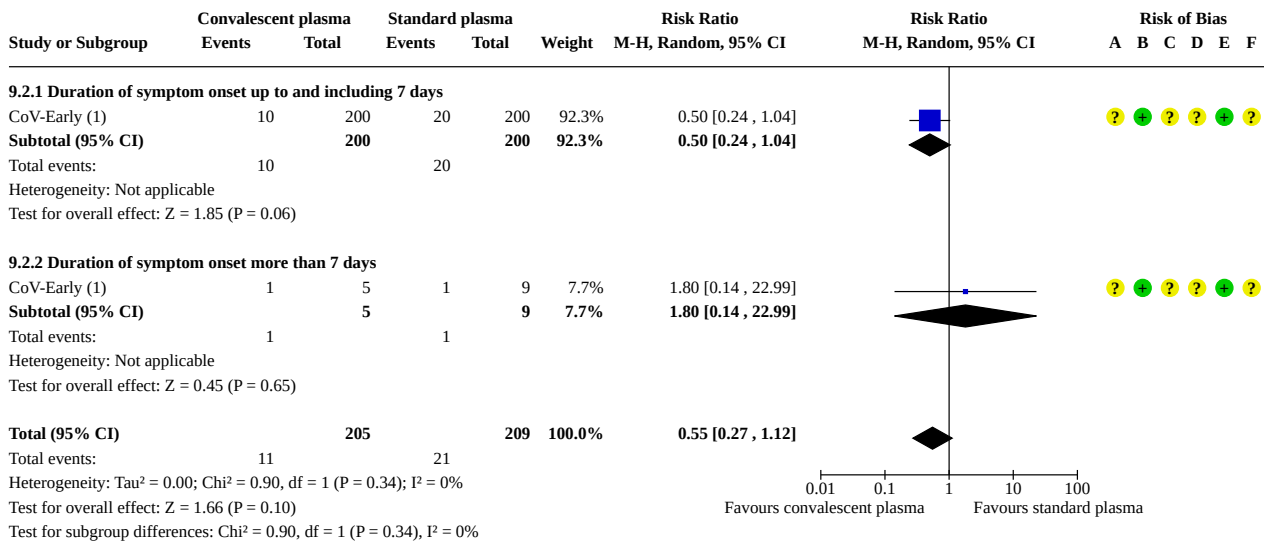 Convalescent plasma Standard plasma Risk Ratio Risk Ratio Risk of Bias
Study or Subgroup Events Total Events Total Weight M-H, Random, 95% CI M-H, Random, 95% CI A B C D E F
9.2.1 Duration of symptom onset up to and including 7 days
CoV-Early (1) 10 200 20 200 92.3% 0.50 [0.24 , 1.04] ? + ? ? + ?
Subtotal (95% CI) 200 200 92.3% 0.50 [0.24 , 1.04]
Total events: 10 20
Heterogeneity: Not applicable
Test for overall effect: Z = 1.85 (P = 0.06)
9.2.2 Duration of symptom onset more than 7 days
CoV-Early (1) 1 5 1 9 7.7% 1.80 [0.14 , 22.99] ? + ? ? + ?
Subtotal (95% CI) 5 9 7.7% 1.80 [0.14 , 22.99]
Total events: 1 1
Heterogeneity: Not applicable
Test for overall effect: Z = 0.45 (P = 0.65)
Total (95% CI) 205 209 100.0% 0.55 [0.27 , 1.12]
Total events: 11 21
Heterogeneity: Tau² = 0.00; Chi² = 0.90, df = 1 (P = 0.34); I² = 0%
0.01 0.1 1 10 100
Test for overall effect: Z = 1.66 (P = 0.10) Favours convalescent plasma Favours standard plasma
Test for subgroup differences: Chi² = 0.90, df = 1 (P = 0.34), I² = 0%